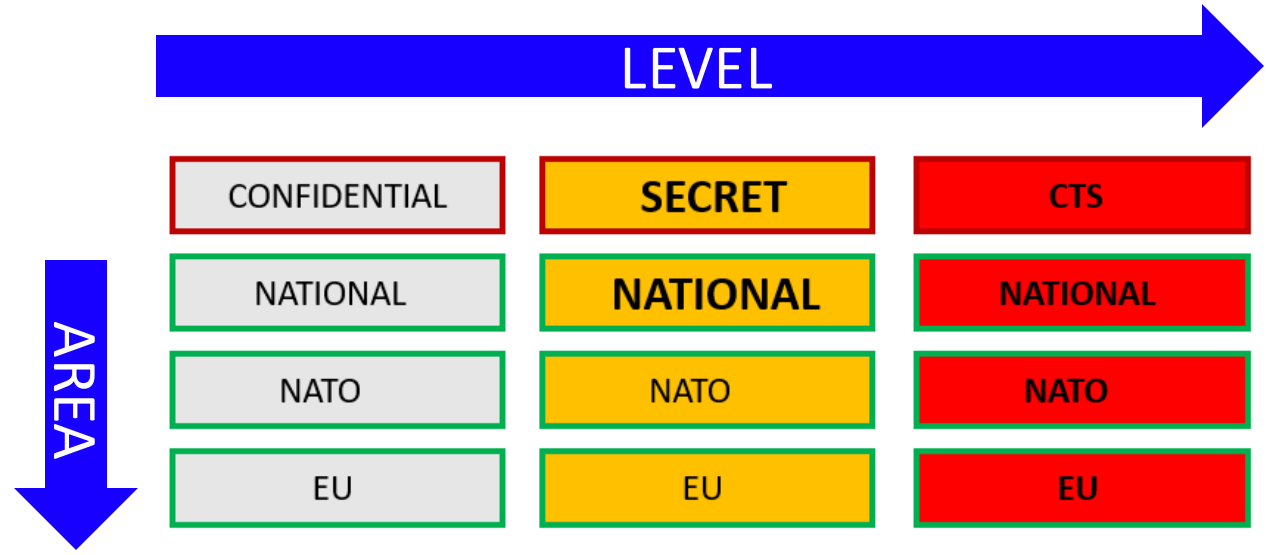 LEVEL
CONFIDENTIAL SECRET CTS
NATIONAL NATIONAL NATIONAL
AREA
NATO NATO NATO
EU EU EU